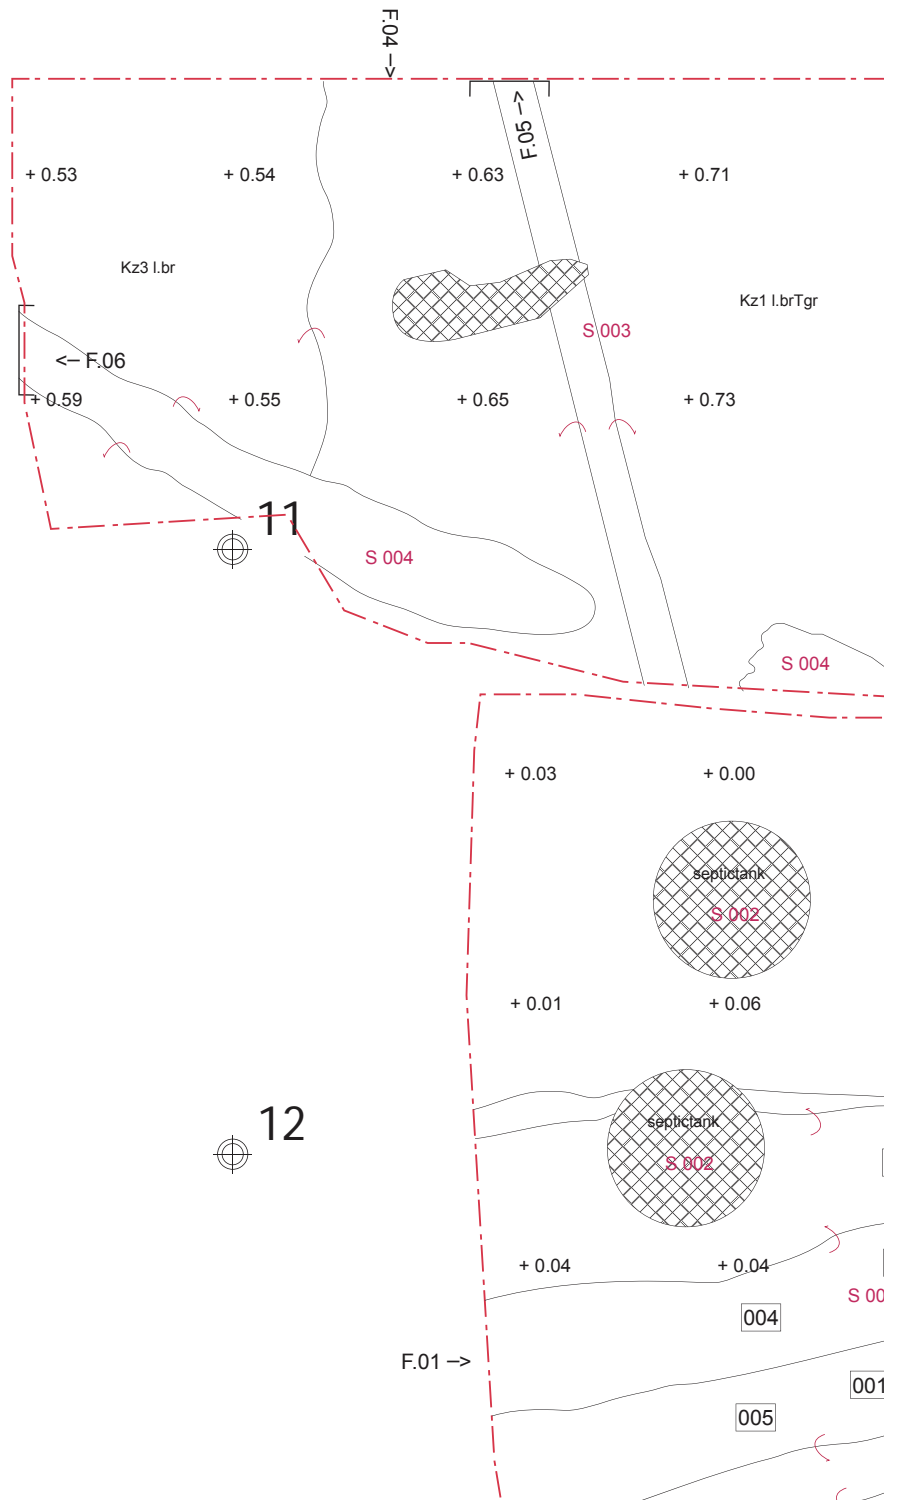 F.04 -->
F.05 -->
+ 0.53
+ 0.54
+ 0.63
+ 0.71
Kz3 l.br
Kz1 l.brTgr
S 003
<-- F.06
+ 0.59
+ 0.55
+ 0.65
+ 0.73
11
S 004
S 004
+ 0.03
+ 0.00
septictank
S 002
+ 0.01
+ 0.06
12
septictank
S 002
+ 0.04
+ 0.04
S 00
004
F.01 -->
001
005